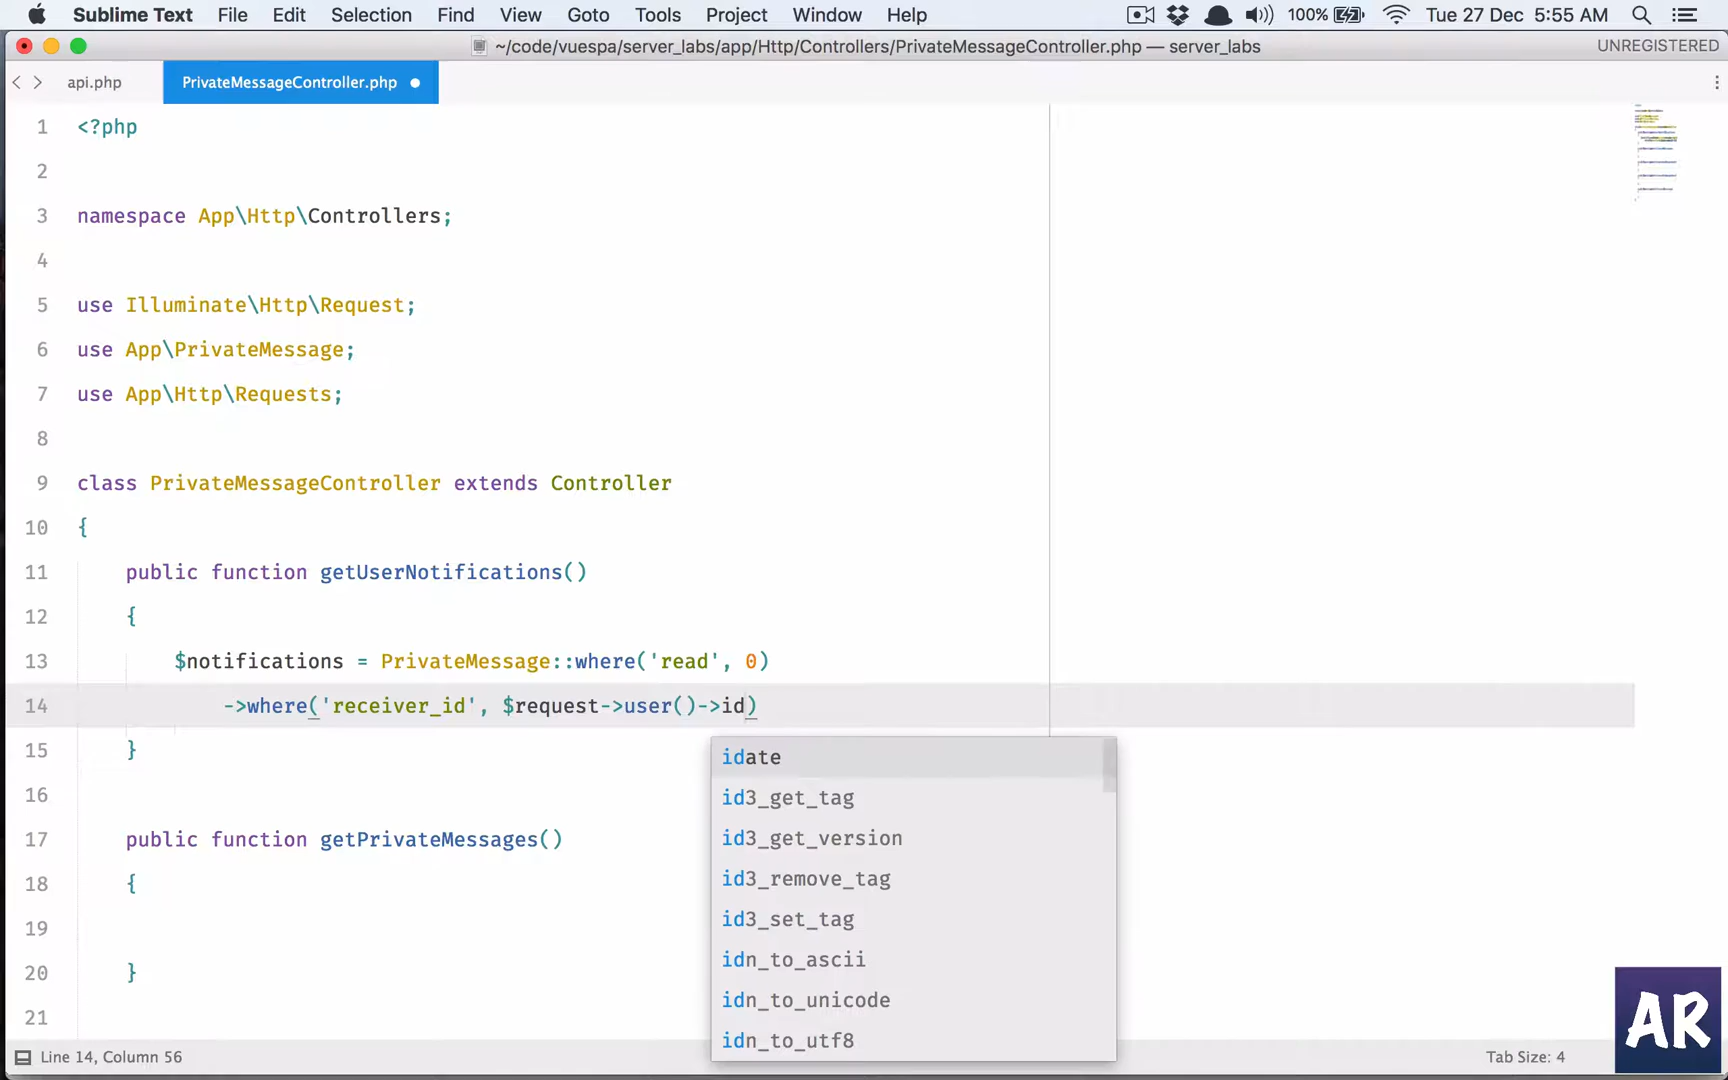 Sublime Text File Edit Selection Find View Goto Tools Project Window Help 100% Tue 27 Dec 5:55 AM
~/code/vuespa/server_labs/app/Http/Controllers/PrivateMessageController.php — server_labs UNREGISTERED
api.php PrivateMessageController.php
1 <?php
2
3 namespace App\Http\Controllers;
4
5 use Illuminate\Http\Request;
6 use App\PrivateMessage;
7 use App\Http\Requests;
8
9 class PrivateMessageController extends Controller
10 {
11 public function getUserNotifications()
12 {
13 $notifications = PrivateMessage::where('read', 0)
14 ->where('receiver_id', $request->user()->id)
15 }
idate
16
id3_get_tag
17 public function getPrivateMessages()
id3_get_version
18 {
id3_remove_tag
19
id3_set_tag
20 }
idn_to_ascii
21
idn_to_unicode
idn_to_utf8
Line 14, Column 56 Tab Size: 4
AR